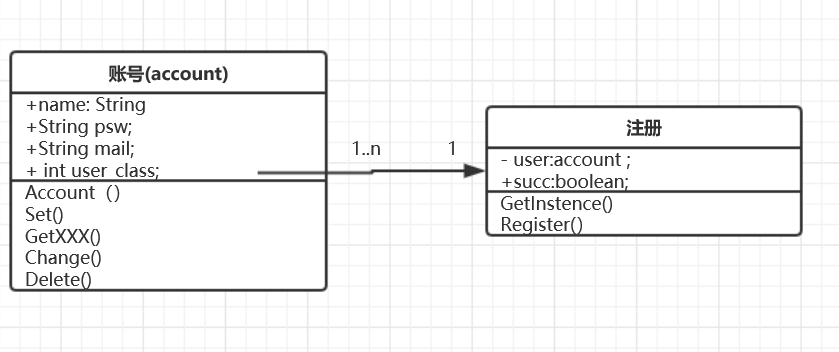 账号(account)
+name: String
+String psw;
+String mail;
+ int user_class;
Account（）
Set()
GetXXX()
Change()
Delete()
1..n
1
注册
- user:account ;
+succ:boolean;
GetInstence()
Register()